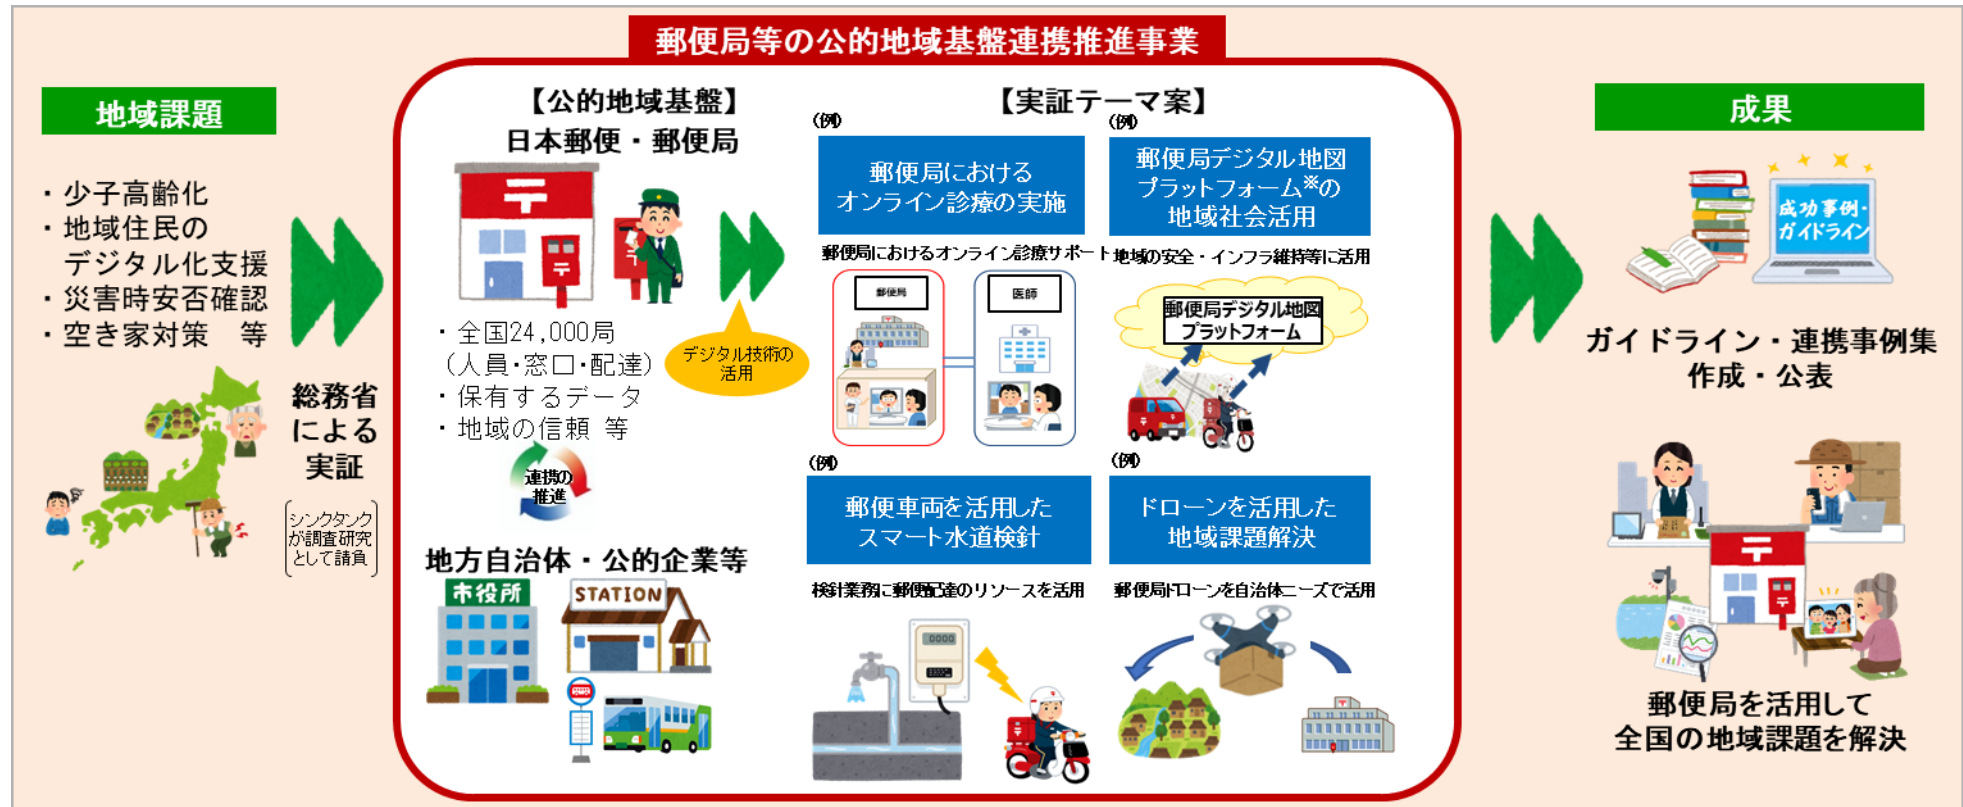 郵便局等の公的地域基盤連携推進事業
地域課題
・少子高齢化
・地域住民の
デジタル化支援
・災害時安否確認
・空き家対策 等
総務省
による
実証
シンクタンク
が調査研究
として請負
【公的地域基盤】
日本郵便・郵便局
〒
・全国24,000局
(人員・窓口・配達)
・保有するデータ
・地域の信頼 等
連携の
推進
地方自治体・公的企業等
市役所
STATION
デジタル技術の
活用
【実証テーマ案】
(例)
郵便局における
オンライン診療の実施
郵便局におけるオンライン診療サポート
郵便局
医師
(例)
郵便局デジタル地図
プラットフォーム※の
地域社会活用
地域の安全・インフラ維持等に活用
郵便局デジタル地図
プラットフォーム
(例)
郵便車両を活用した
スマート水道検針
検針業務に郵便配達のリソースを活用
0000
(例)
ドローンを活用した
地域課題解決
郵便局ドローンを自治体ニーズで活用
成果
成功事例・
ガイドライン
ガイドライン・連携事例集
作成・公表
〒
郵便局を活用して
全国の地域課題を解決